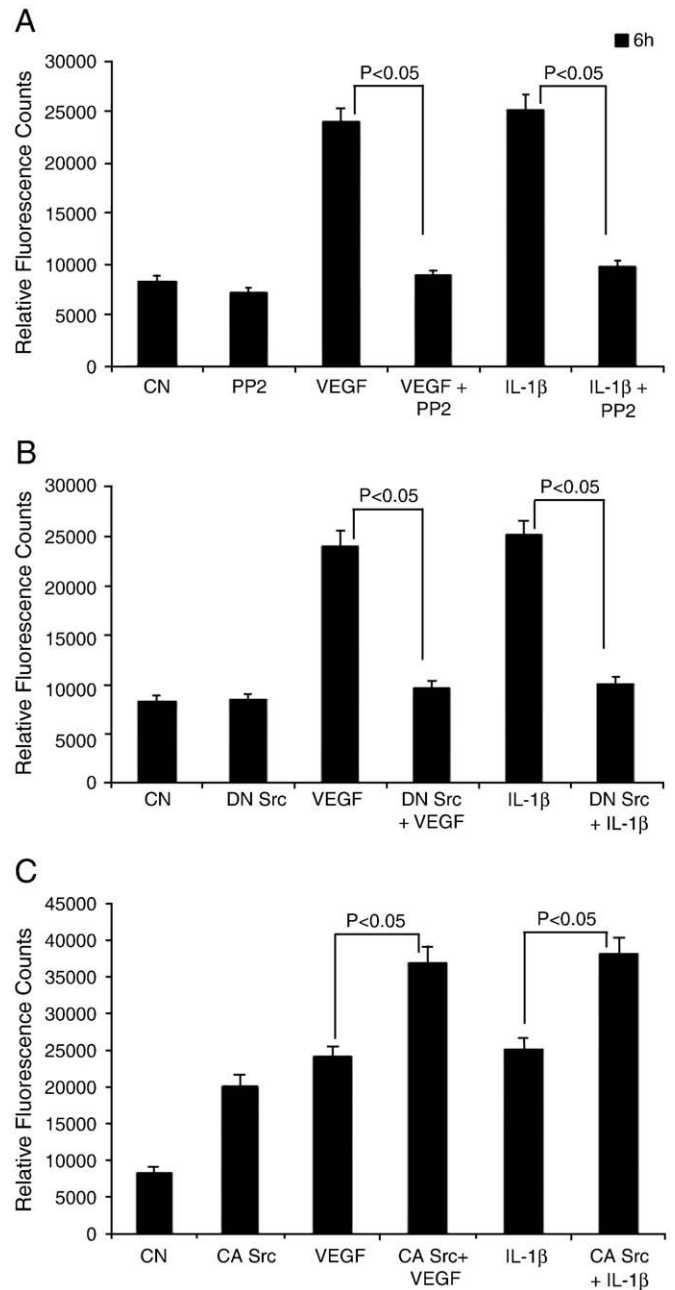 A
6h
Relative Fluorescence Counts
30000
25000
20000
15000
10000
5000
0
P<0.05
P<0.05
CN
PP2
VEGF
VEGF +
PP2
IL-1β
IL-1β +
PP2
B
Relative Fluorescence Counts
30000
25000
20000
15000
10000
5000
0
P<0.05
P<0.05
CN
DN Src
VEGF
DN Src
+ VEGF
IL-1β
DN Src
+ IL-1β
C
Relative Fluorescence Counts
45000
40000
35000
30000
25000
20000
15000
10000
5000
0
P<0.05
P<0.05
CN
CA Src
VEGF
CA Src+
VEGF
IL-1β
CA Src
+ IL-1β